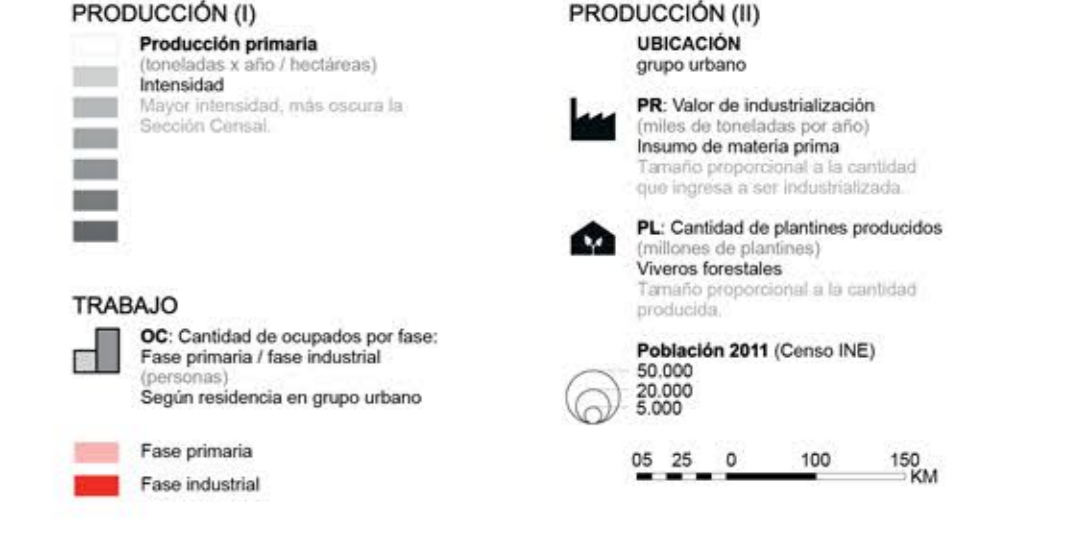 PRODUCCIÓN (I)
Producción primaria
(toneladas x año / hectáreas)
Intensidad
Mayor intensidad, más oscura la
Sección Censal.
TRABAJO
OC: Cantidad de ocupados por fase:
Fase primaria / fase industrial
(personas)
Según residencia en grupo urbano
Fase primaria
Fase industrial
PRODUCCIÓN (II)
UBICACIÓN
grupo urbano
PR: Valor de industrialización
(miles de toneladas por año)
Insumo de materia prima
Tamaño proporcional a la cantidad
que ingresa a ser industrializada.
PL: Cantidad de plantines producidos
(millones de plantines)
Viveros forestales
Tamaño proporcional a la cantidad
producida.
Población 2011 (Censo INE)
50.000
20.000
5.000
05 25 0 100 150
KM